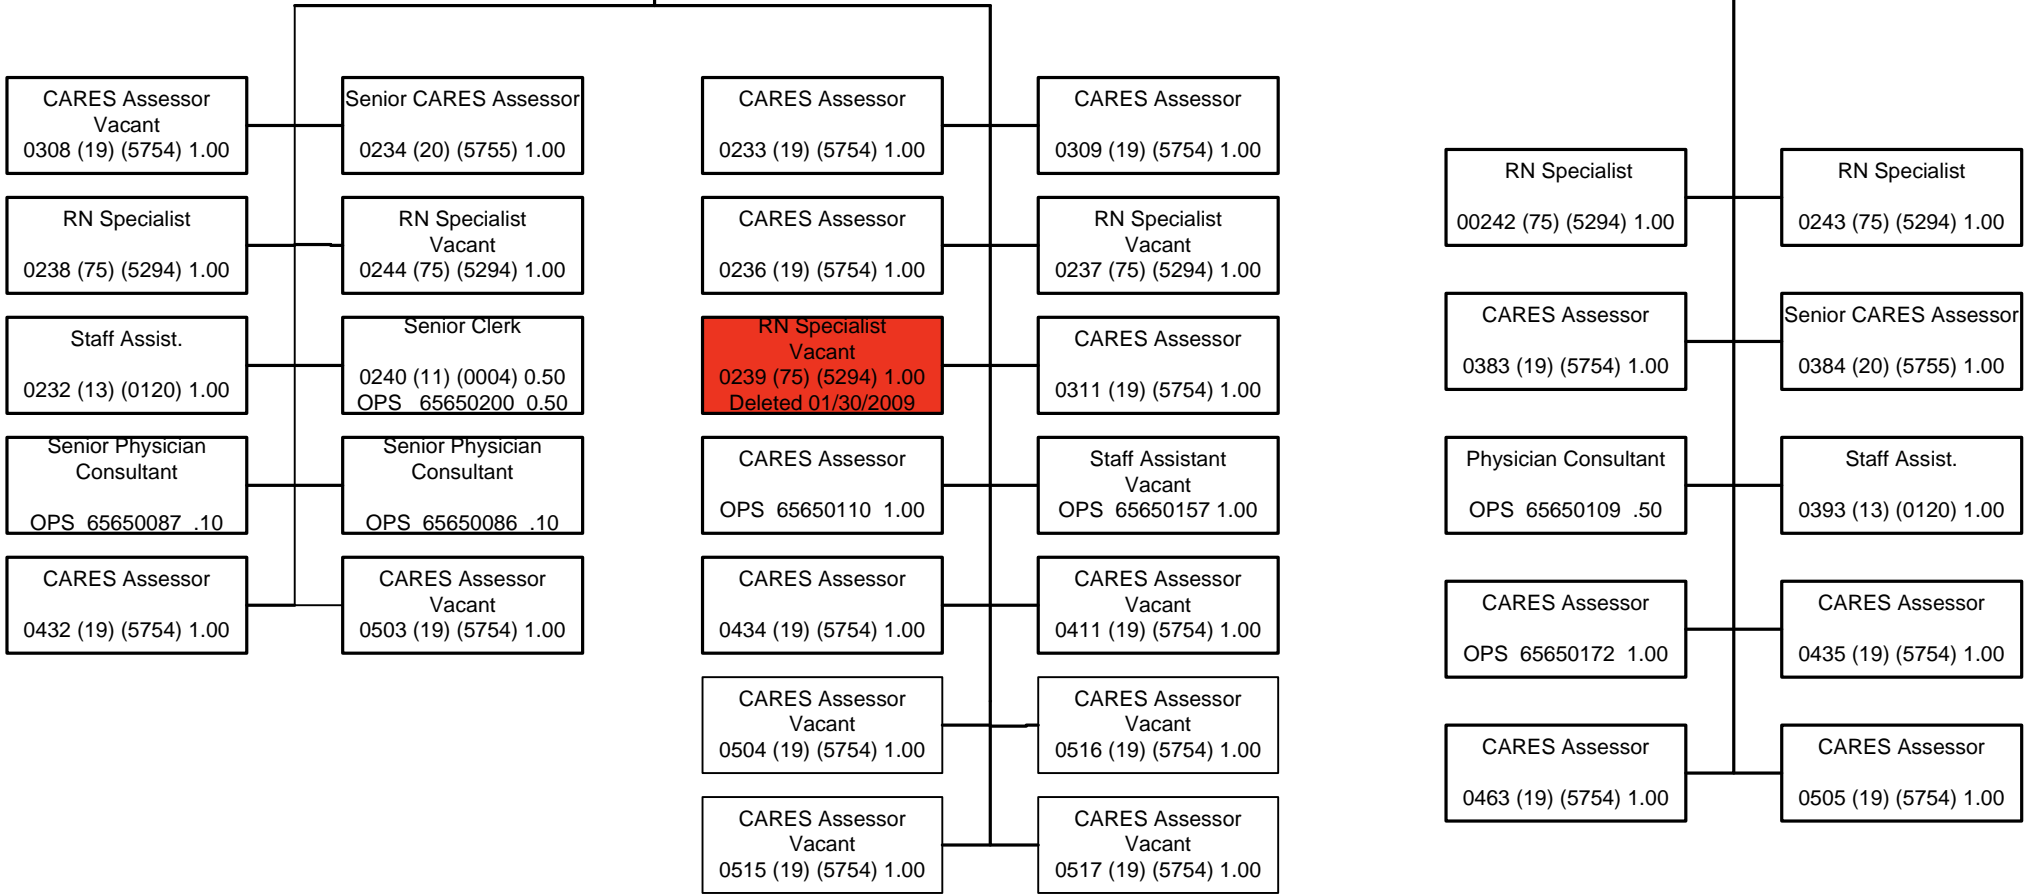 CARES Assessor
Vacant
0308 (19) (5754) 1.00
Senior CARES Assessor
0234 (20) (5755) 1.00
RN Specialist
0238 (75) (5294) 1.00
RN Specialist
Vacant
0244 (75) (5294) 1.00
Staff Assist.
0232 (13) (0120) 1.00
Senior Clerk
0240 (11) (0004) 0.50
OPS 65650200 0.50
Senior Physician
Consultant
OPS 65650087 .10
Senior Physician
Consultant
OPS 65650086 .10
CARES Assessor
0432 (19) (5754) 1.00
CARES Assessor
Vacant
0503 (19) (5754) 1.00
CARES Assessor
0233 (19) (5754) 1.00
CARES Assessor
0309 (19) (5754) 1.00
CARES Assessor
0236 (19) (5754) 1.00
RN Specialist
Vacant
0237 (75) (5294) 1.00
RN Specialist
Vacant
0239 (75) (5294) 1.00
Deleted 01/30/2009
CARES Assessor
0311 (19) (5754) 1.00
CARES Assessor
OPS 65650110 1.00
Staff Assistant
Vacant
OPS 65650157 1.00
CARES Assessor
0434 (19) (5754) 1.00
CARES Assessor
Vacant
0411 (19) (5754) 1.00
CARES Assessor
Vacant
0504 (19) (5754) 1.00
CARES Assessor
Vacant
0516 (19) (5754) 1.00
CARES Assessor
Vacant
0515 (19) (5754) 1.00
CARES Assessor
Vacant
0517 (19) (5754) 1.00
RN Specialist
00242 (75) (5294) 1.00
RN Specialist
0243 (75) (5294) 1.00
CARES Assessor
0383 (19) (5754) 1.00
Senior CARES Assessor
0384 (20) (5755) 1.00
Physician Consultant
OPS 65650109 .50
Staff Assist.
0393 (13) (0120) 1.00
CARES Assessor
OPS 65650172 1.00
CARES Assessor
0435 (19) (5754) 1.00
CARES Assessor
0463 (19) (5754) 1.00
CARES Assessor
0505 (19) (5754) 1.00